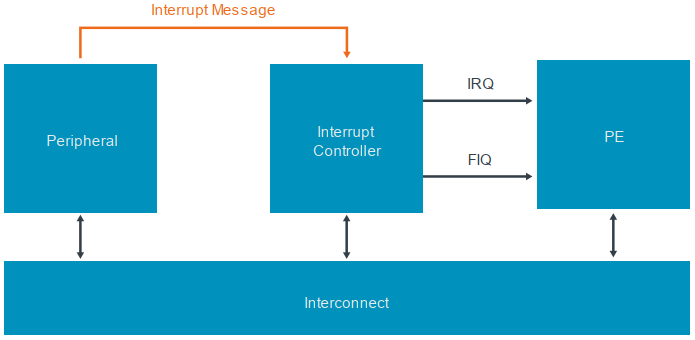 Interrupt Message
IRQ
Peripheral
Interrupt
Controller
PE
FIQ
Interconnect